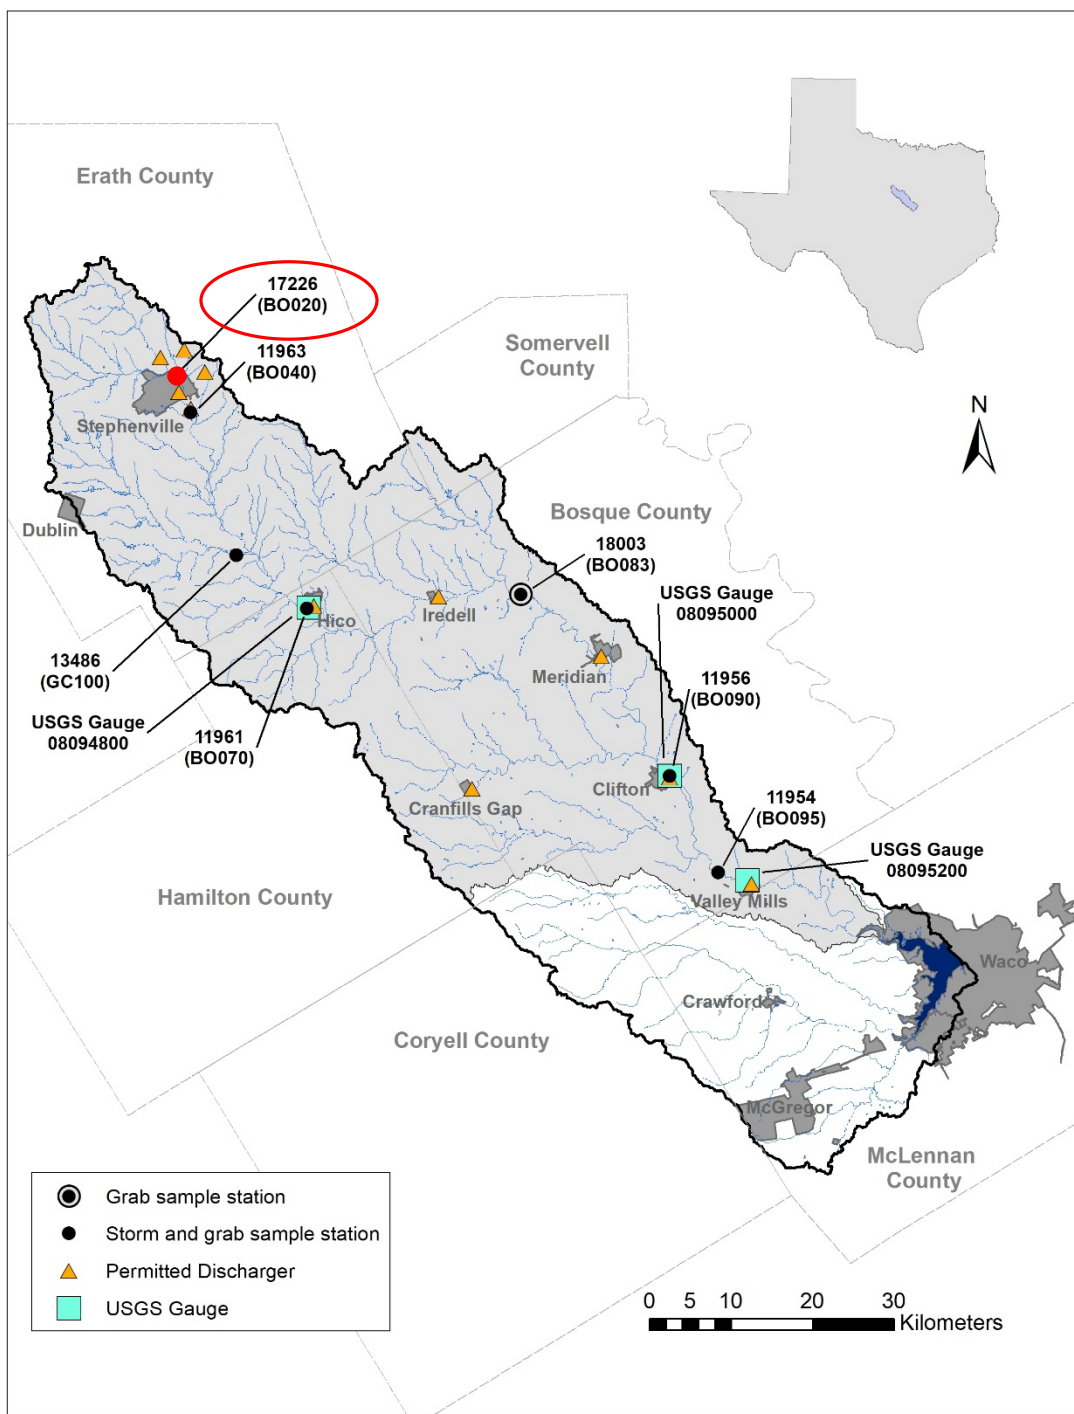 Erath County
17226
(BO020)
11963
(BO040)
Somervell
County
N
Stephenville
Dublin
Bosque County
18003
(BO083)
USGS Gauge
08095000
Hico
Iredell
13486
(GC100)
Meridian
11956
(BO090)
USGS Gauge
08094800
11961
(BO070)
Clifton
Cranfills Gap
11954
(BO095)
USGS Gauge
08095200
Hamilton County
Valley Mills
Waco
Crawford
Coryell County
McGregor
McLennan
County
Grab sample station
Storm and grab sample station
Permitted Discharger
USGS Gauge
0 5 10 20 30
Kilometers